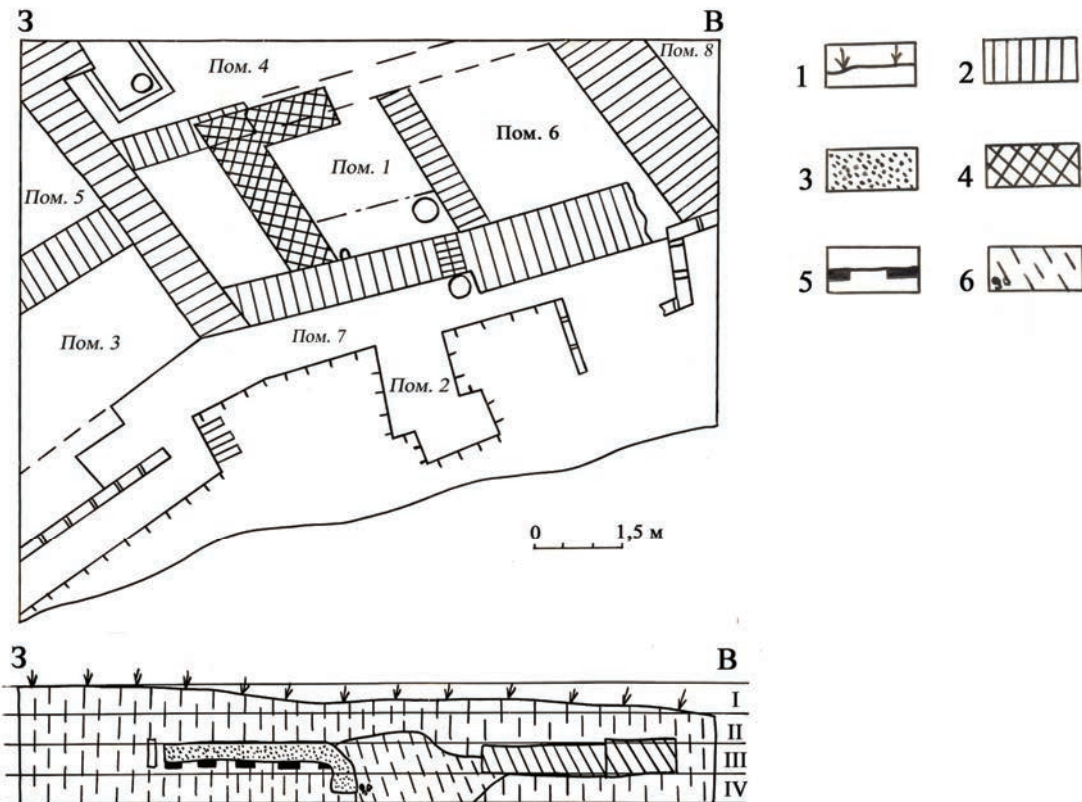 З В
Пом. 4
Пом. 8
Пом. 6
Пом. 1
Пом. 5
Пом. 3
Пом. 7
Пом. 2
0 1,5 м
1 2
3 4
5 6
З В
I
II
III
IV